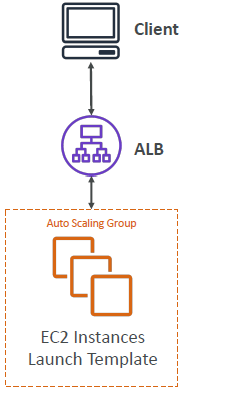 Client
ALB
Auto Scaling Group
EC2 Instances
Launch Template